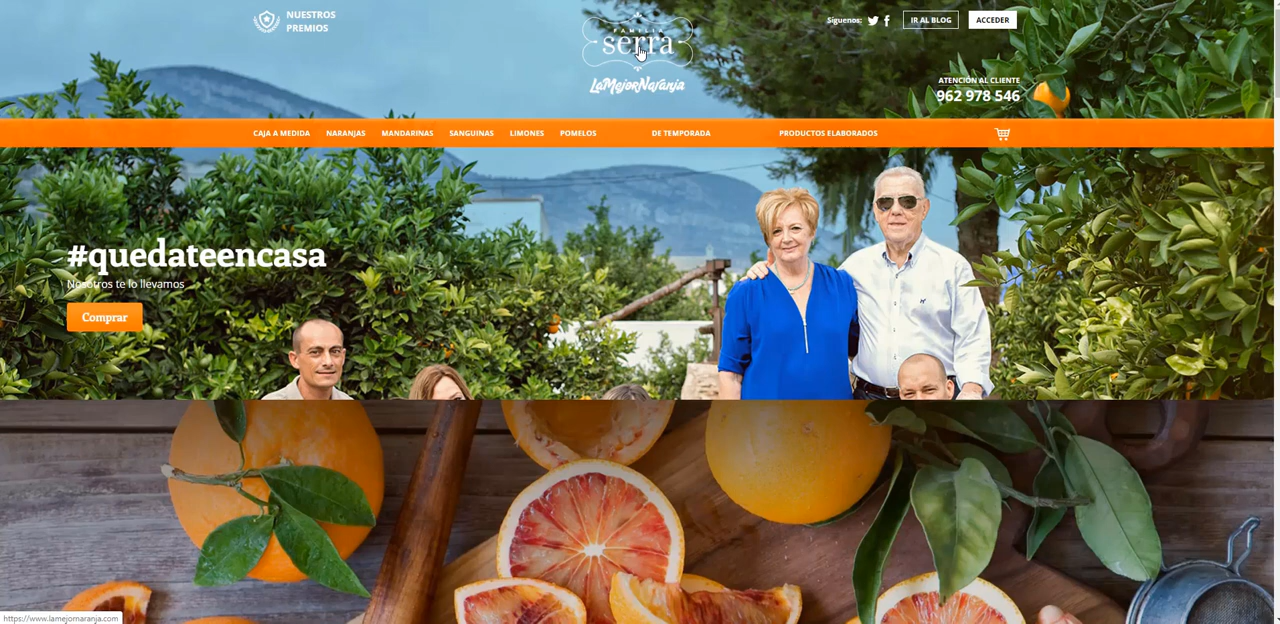 NUESTROS
PREMIOS
FAMILIA
serra
LaMejorNaranja
Síguenos:
IR AL BLOG
ACCEDER
ATENCIÓN AL CLIENTE
962 978 546
CAJA A MEDIDA NARANJAS MANDARINAS SANGUINAS LIMONES POMELOS DE TEMPORADA PRODUCTOS ELABORADOS
#quedateencasa
Nosotros te lo llevamos
Comprar
https://www.lamejornaranja.com